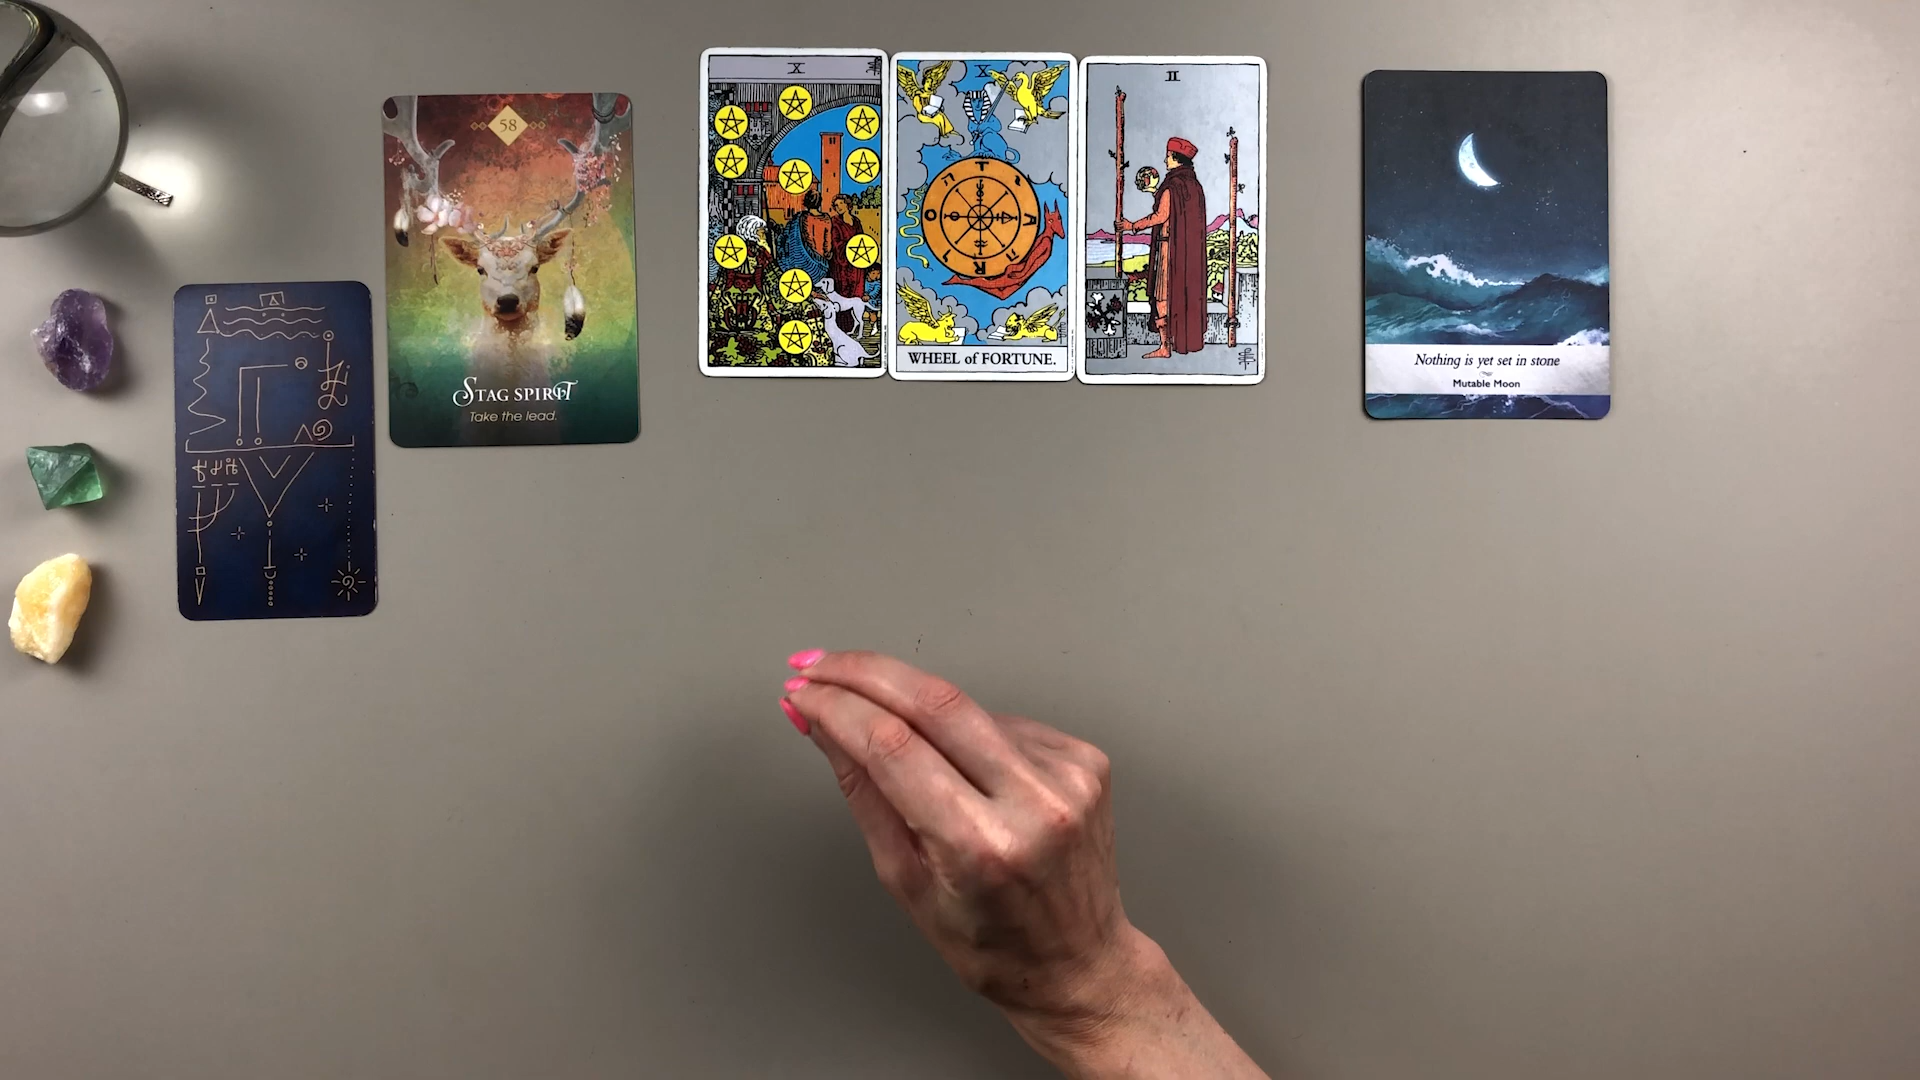 58
STAG SPIRIT
Take the lead.
X
X
WHEEL of FORTUNE.
II
Nothing is yet set in stone
Mutable Moon